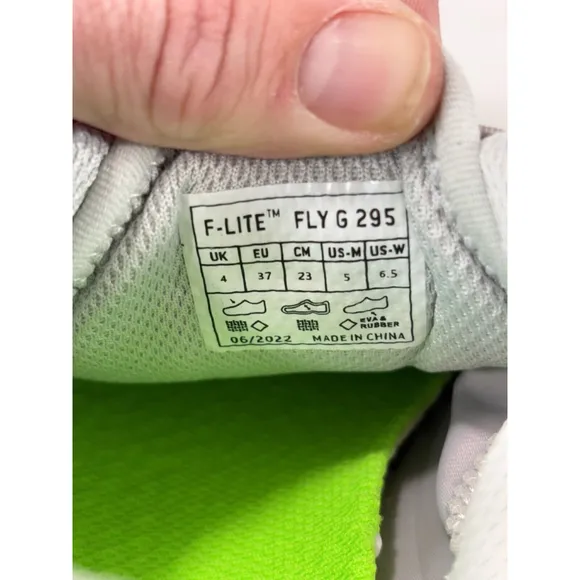 F-LITE™ FLY G 295
UK EU CM US-M US-W
4 37 23 5 6.5
EVA &
RUBBER
06/2022 MADE IN CHINA